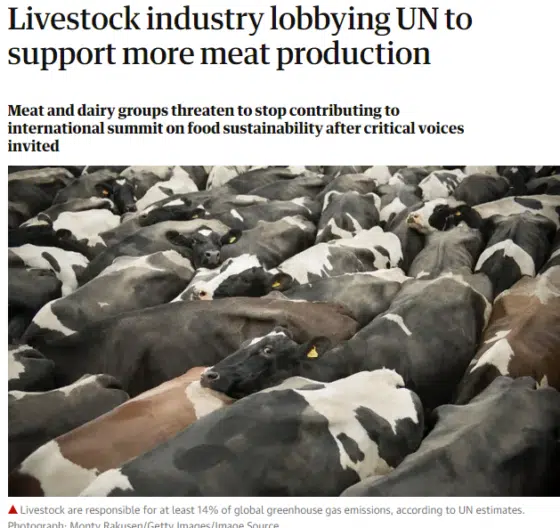 Livestock industry lobbying UN to
support more meat production
Meat and dairy groups threaten to stop contributing to
international summit on food sustainability after critical voices
invited
Livestock are responsible for at least 14% of global greenhouse gas emissions, according to UN estimates.
Photograph: Monty Rakusen/Getty Images/Image Source